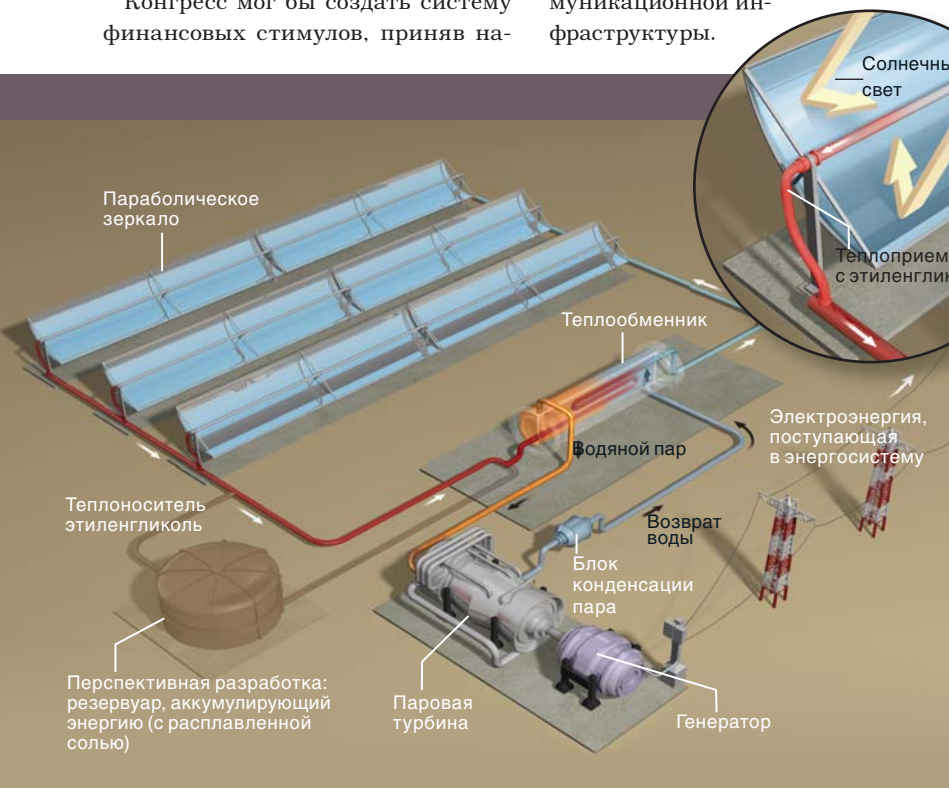 Конгресс мог бы создать систему
финансовых стимулов, приняв на-
муникационной ин-
фраструктуры.
Солнечны
свет
Теплоприем
с этиленглик
Параболическое
зеркало
Теплообменник
Электроэнергия,
поступающая
в энергосистему
Водяной пар
Теплоноситель
этиленгликоль
Возврат
воды
Блок
конденсации
пара
Перспективная разработка:
резервуар, аккумулирующий
энергию (с расплавленной
солью)
Паровая
турбина
Генератор